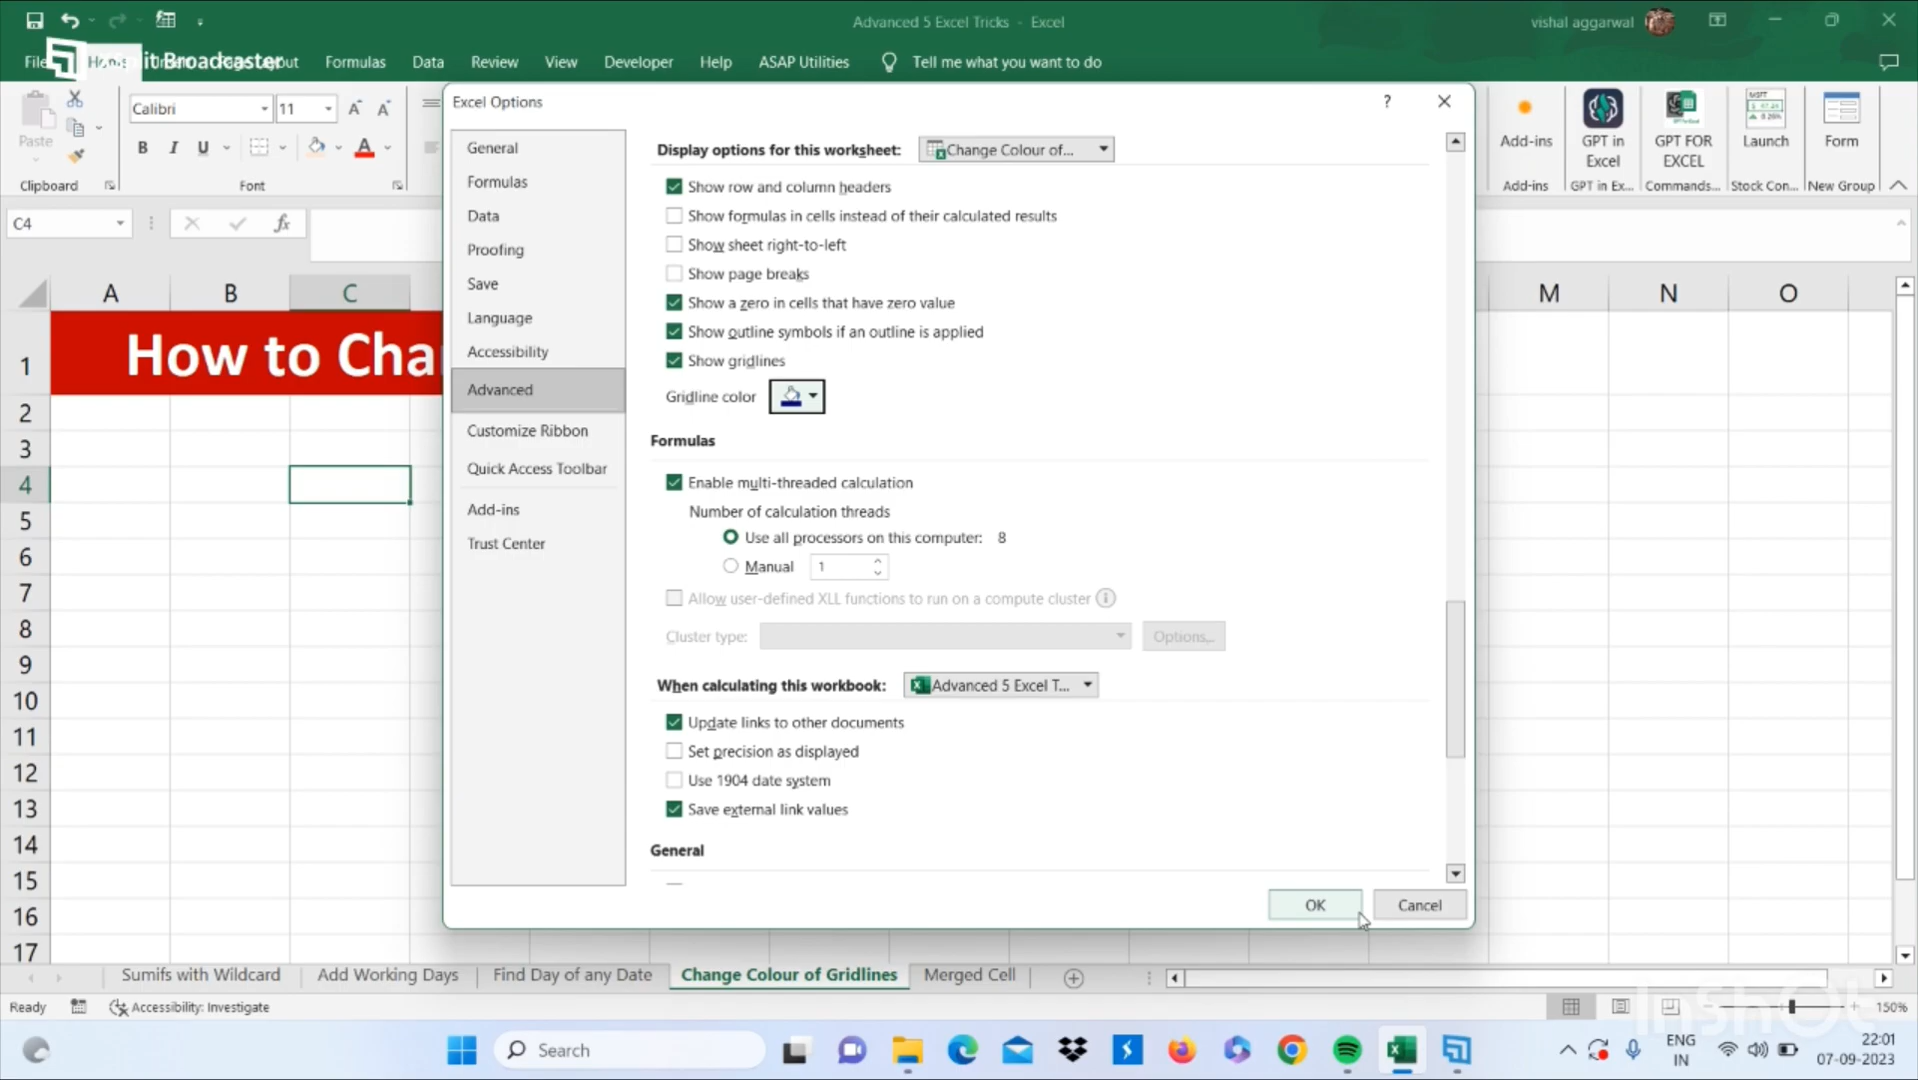 Advanced 5 Excel Tricks - Excel
vishal aggarwal
File Home it Broadcaster Layout Formulas Data Review View Developer Help ASAP Utilities Tell me what you want to do
Calibri 11
Paste
B I U A
Clipboard Font
Add-ins
GPT in Excel
GPT FOR EXCEL
Launch
Form
Add-ins GPT in Ex... Commands... Stock Con... New Group
C4 fx
A B C M N O
How to Cha
1
2
3
4
5
6
7
8
9
10
11
12
13
14
15
16
17
Excel Options ?
General
Formulas
Data
Proofing
Save
Language
Accessibility
Advanced
Customize Ribbon
Quick Access Toolbar
Add-ins
Trust Center
Display options for this worksheet: Change Colour of...
Show row and column headers
Show formulas in cells instead of their calculated results
Show sheet right-to-left
Show page breaks
Show a zero in cells that have zero value
Show outline symbols if an outline is applied
Show gridlines
Gridline color
Formulas
Enable multi-threaded calculation
Number of calculation threads
Use all processors on this computer: 8
Manual 1
Allow user-defined XLL functions to run on a compute cluster
Cluster type: Options...
When calculating this workbook: Advanced 5 Excel T...
Update links to other documents
Set precision as displayed
Use 1904 date system
Save external link values
General
OK Cancel
Sumifs with Wildcard Add Working Days Find Day of any Date Change Colour of Gridlines Merged Cell
Ready Accessibility: Investigate 150%
InShOt
Search
ENG
IN
22:01
07-09-2023